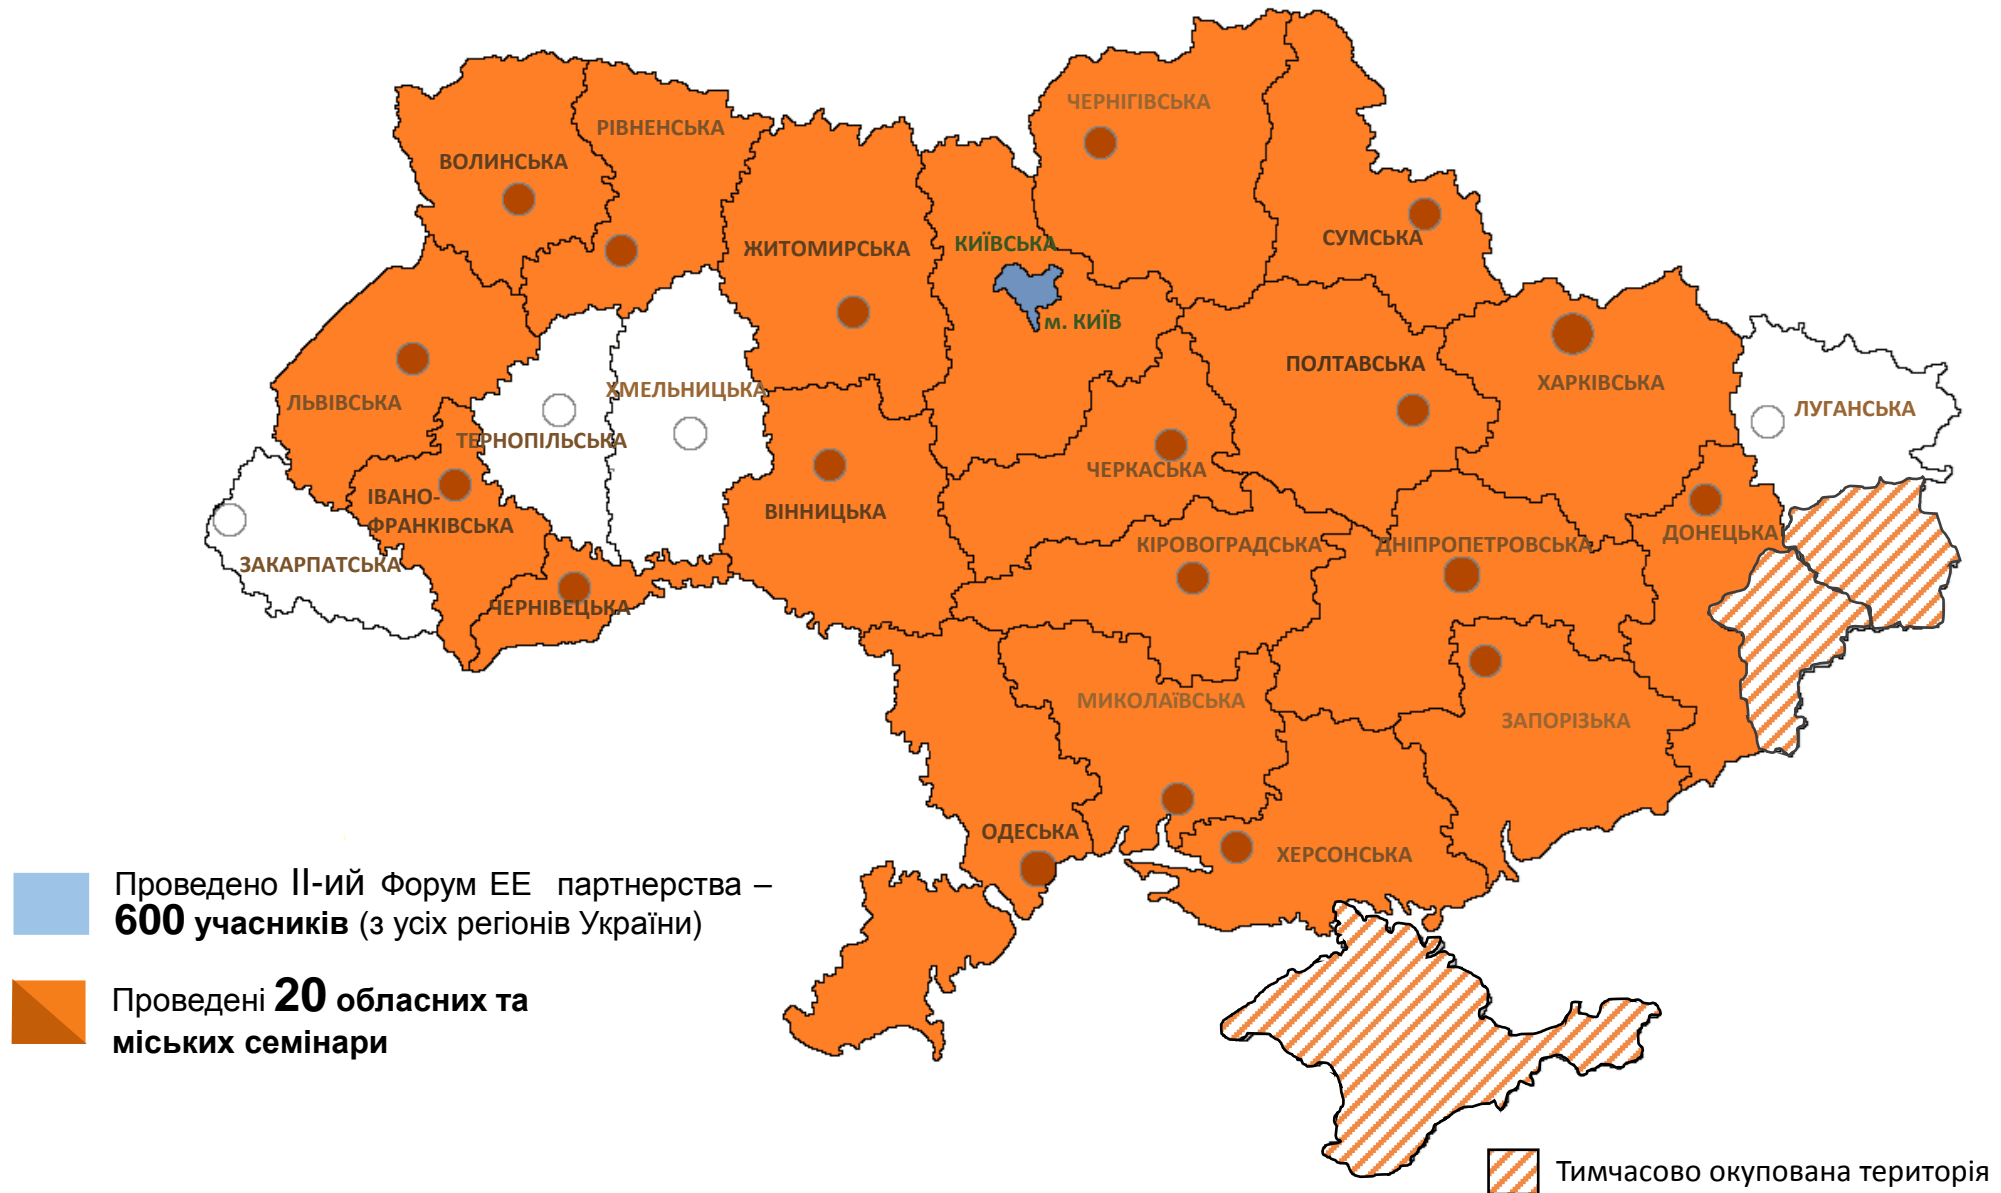 ЧЕРНІГІВСЬКА
РІВНЕНСЬКА
ВОЛИНСЬКА
СУМСЬКА
КИЇВСЬКА
ЖИТОМИРСЬКА
м. КИЇВ
ПОЛТАВСЬКА
ХАРКІВСЬКА
ХМЕЛЬНИЦЬКА
ЛЬВІВСЬКА
ЛУГАНСЬКА
ТЕРНОПІЛЬСЬКА
ЧЕРКАСЬКА
ІВАНО-
ФРАНКІВСЬКА
ВІННИЦЬКА
ДОНЕЦЬКА
КІРОВОГРАДСЬКА
ДНІПРОПЕТРОВСЬКА
ЗАКАРПАТСЬКА
ЧЕРНІВЕЦЬКА
МИКОЛАЇВСЬКА
ЗАПОРІЗЬКА
ОДЕСЬКА
ХЕРСОНСЬКА
Проведено ІІ-ий Форум ЕЕ партнерства –
600 учасників (з усіх регіонів України)
Проведені 20 обласних та
міських семінари
Тимчасово окупована територія